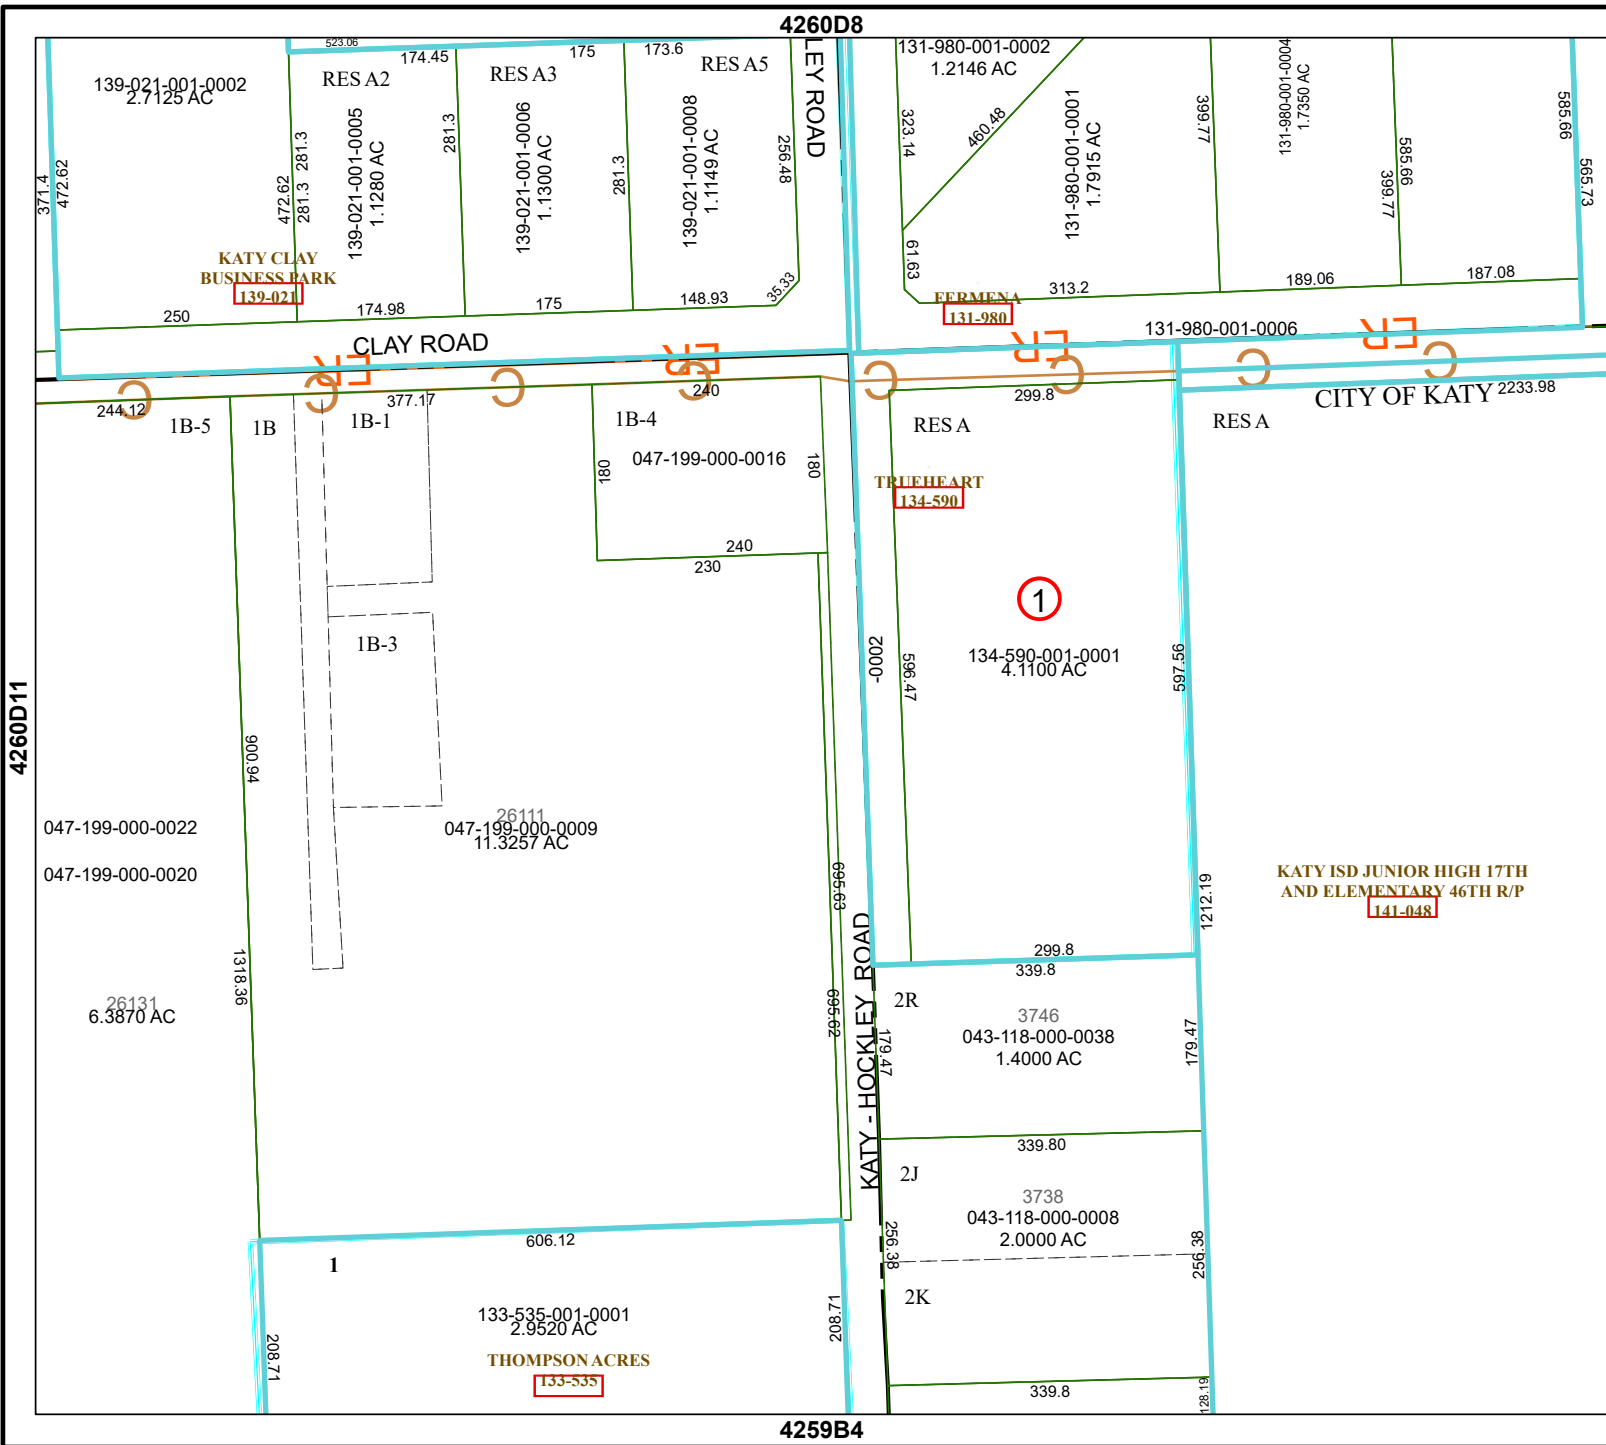 4260D8
523.06
174.45
175
173.6
RES A2
RES A3
RES A5
139-021-001-0002
2.7125 AC
139-021-001-0005
1.1280 AC
139-021-001-0006
1.1300 AC
139-021-001-0008
1.1149 AC
371.4
472.62
472.62
281.3
281.3
281.3
281.3
256.48
35.33
KATY CLAY
BUSINESS PARK
139-021
250
174.98
175
148.93
LEY ROAD
131-980-001-0002
1.2146 AC
323.14
460.48
61.63
131-980-001-0001
1.7915 AC
399.77
131-980-001-0004
1.7350 AC
585.66
399.77
585.66
565.73
FERMENA
131-980
313.2
189.06
187.08
131-980-001-0006
CLAY ROAD
ER
ER
ER
ER
C
C
C
C
C
C
C
C
CITY OF KATY
2233.98
244.12
377.17
240
299.8
1B-5
1B
1B-1
1B-4
RES A
RES A
047-199-000-0016
180
180
240
230
TRUEHEART
134-590
1
134-590-001-0001
4.1100 AC
-0002
596.47
597.56
1B-3
4260D11
900.94
26111
047-199-000-0009
11.3257 AC
047-199-000-0022
047-199-000-0020
1318.36
26131
6.3870 AC
695.63
695.62
KATY - HOCKLEY ROAD
1212.19
KATY ISD JUNIOR HIGH 17TH
AND ELEMENTARY 46TH R/P
141-048
299.8
339.8
2R
3746
043-118-000-0038
1.4000 AC
179.47
179.47
339.80
2J
3738
043-118-000-0008
2.0000 AC
256.38
256.38
2K
339.8
128.19
606.12
1
133-535-001-0001
2.9520 AC
THOMPSON ACRES
133-535
208.71
208.71
4259B4